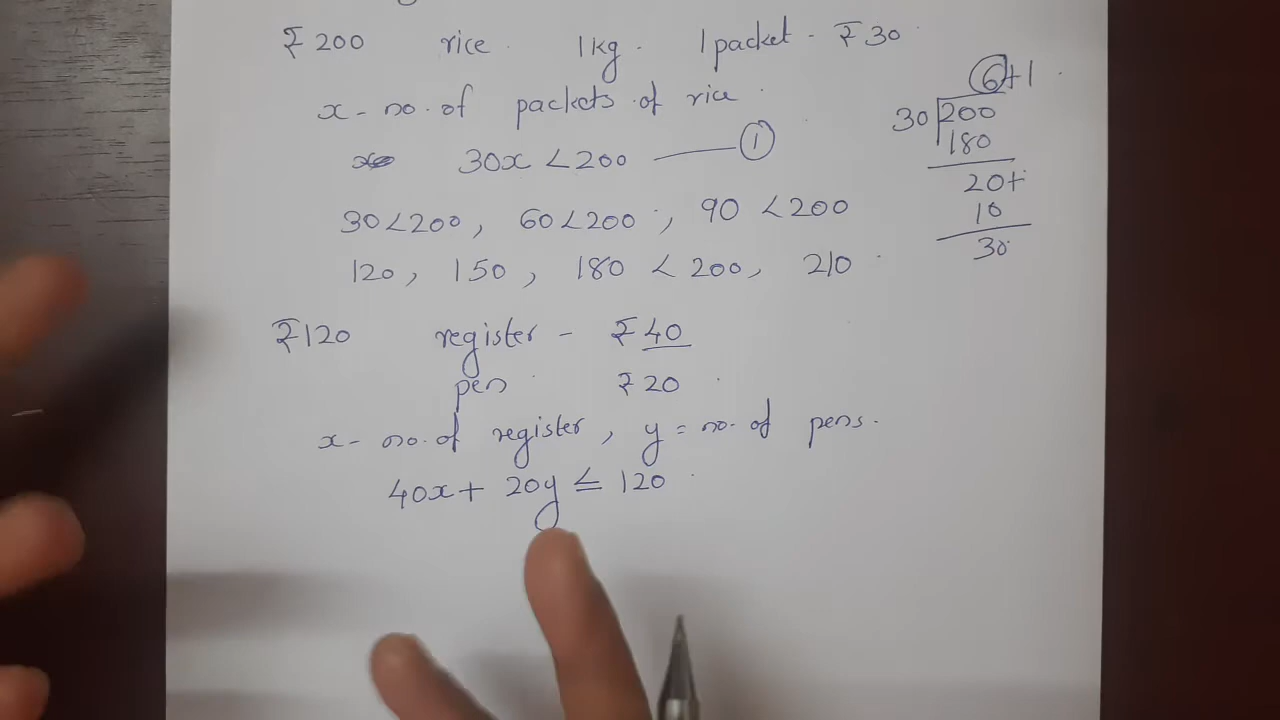 ₹ 200 rice. 1kg. 1 packet - ₹ 30
x - no. of packets of rice.
30x < 200 ——— ①
30 < 200, 60 < 200, 90 < 200
120, 150, 180 < 200, 210.
6+1
30 200
180
20+
10
30
₹120 register - ₹ 40
pen ₹ 20
x - no. of register, y = no. of pens.
40x + 20y ≤ 120